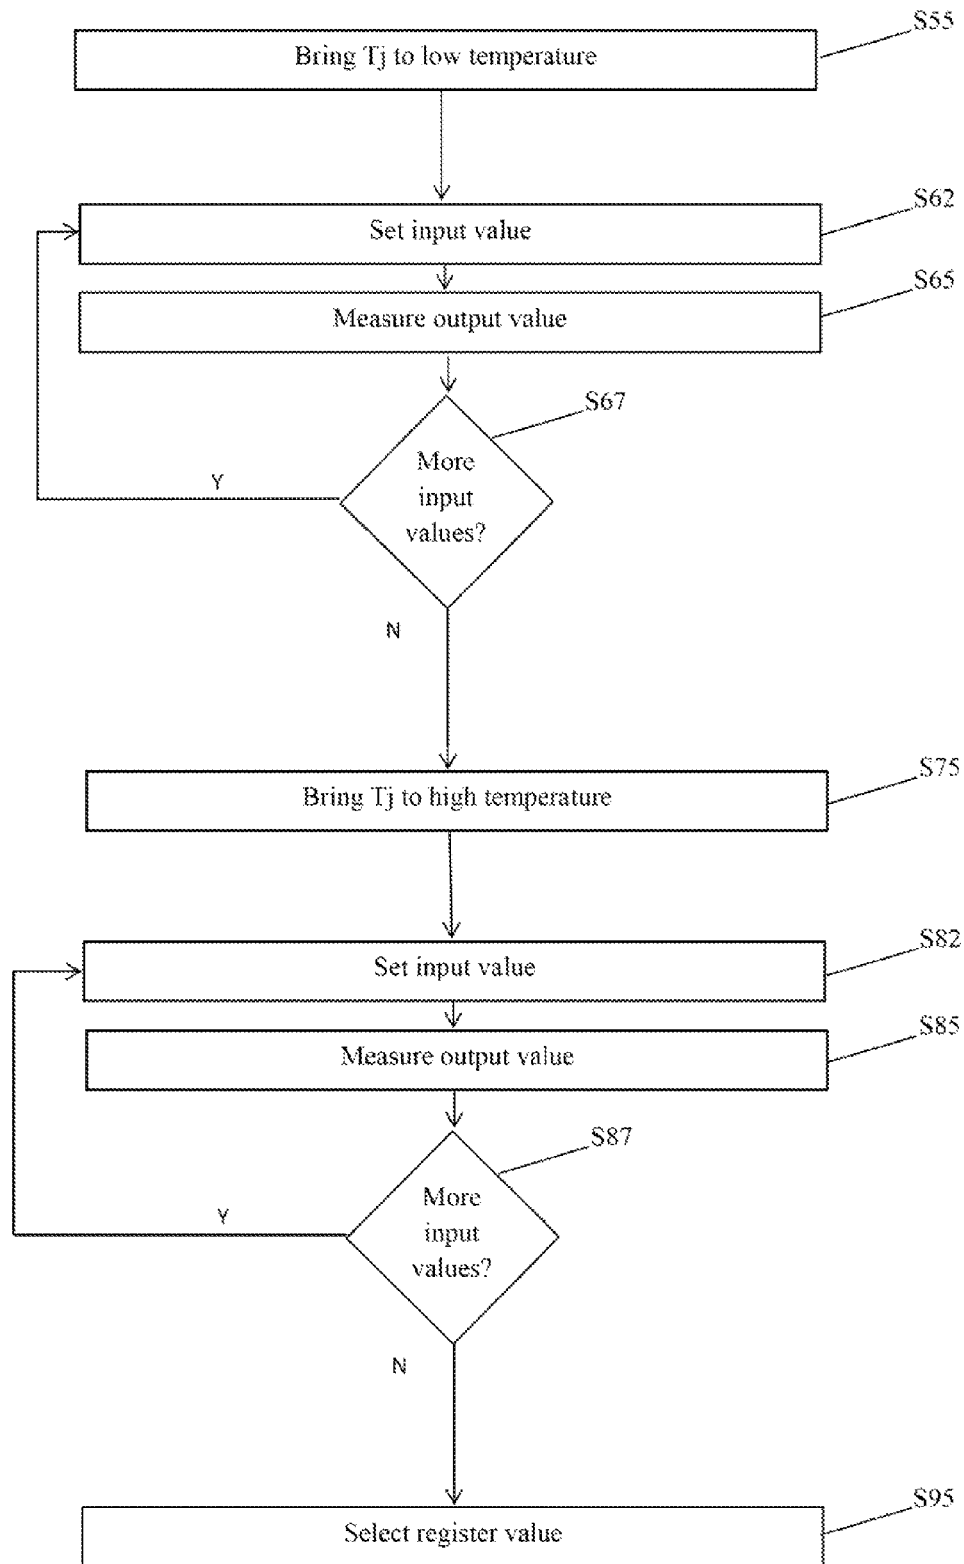 S55
Bring Tj to low temperature
S62
Set input value
S65
Measure output value
S67
More
input
values?
Y
N
S75
Bring Tj to high temperature
S82
Set input value
S85
Measure output value
S87
More
input
values?
Y
N
S95
Select register value